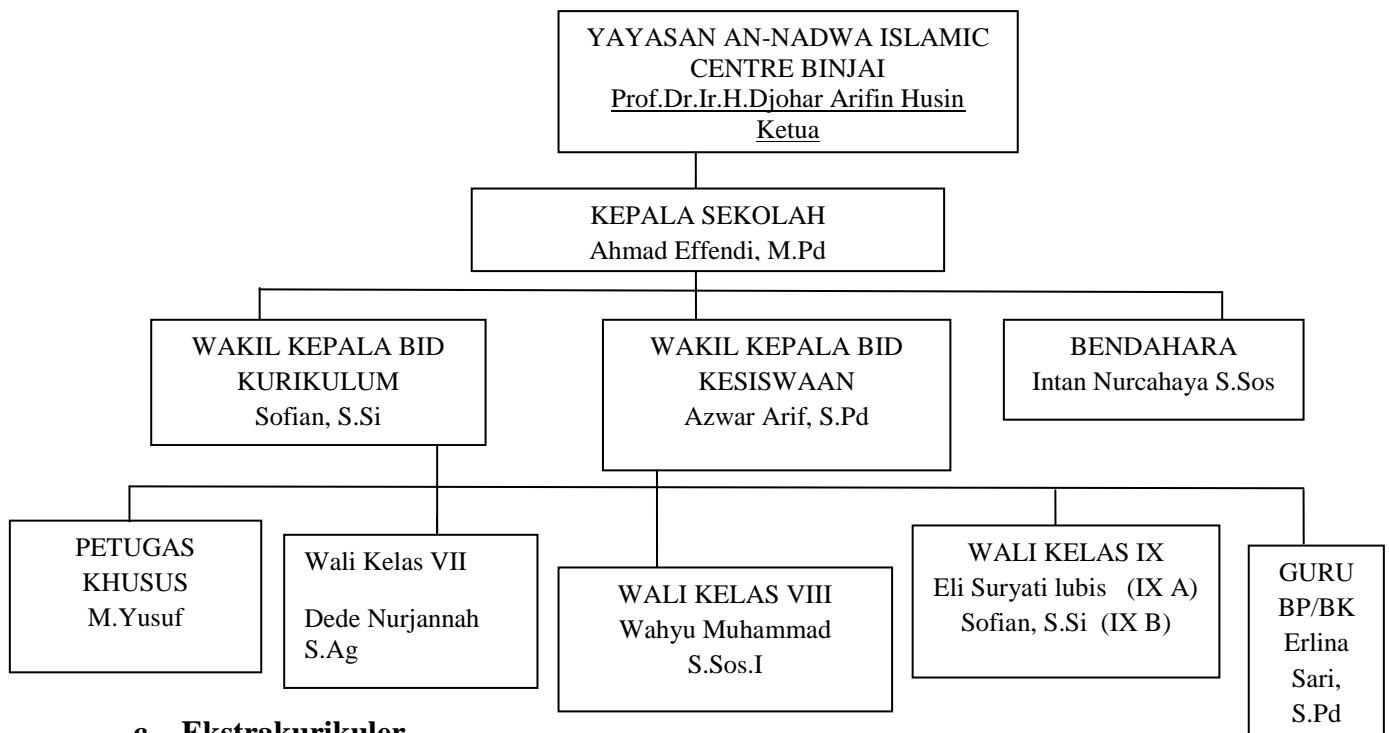 YAYASAN AN-NADWA ISLAMIC
CENTRE BINJAI
Prof.Dr.Ir.H.Djohar Arifin Husin
Ketua
KEPALA SEKOLAH
Ahmad Effendi, M.Pd
WAKIL KEPALA BID
KURIKULUM
Sofian, S.Si
WAKIL KEPALA BID
KESISWAAN
Azwar Arif, S.Pd
BENDAHARA
Intan Nurcahaya S.Sos
PETUGAS
KHUSUS
M.Yusuf
Wali Kelas VII
Dede Nurjannah
S.Ag
WALI KELAS VIII
Wahyu Muhammad
S.Sos.I
WALI KELAS IX
Eli Suryati lubis (IX A)
Sofian, S.Si (IX B)
GURU
BP/BK
Erlina
Sari,
S.Pd
c. Ekstrakurikuler